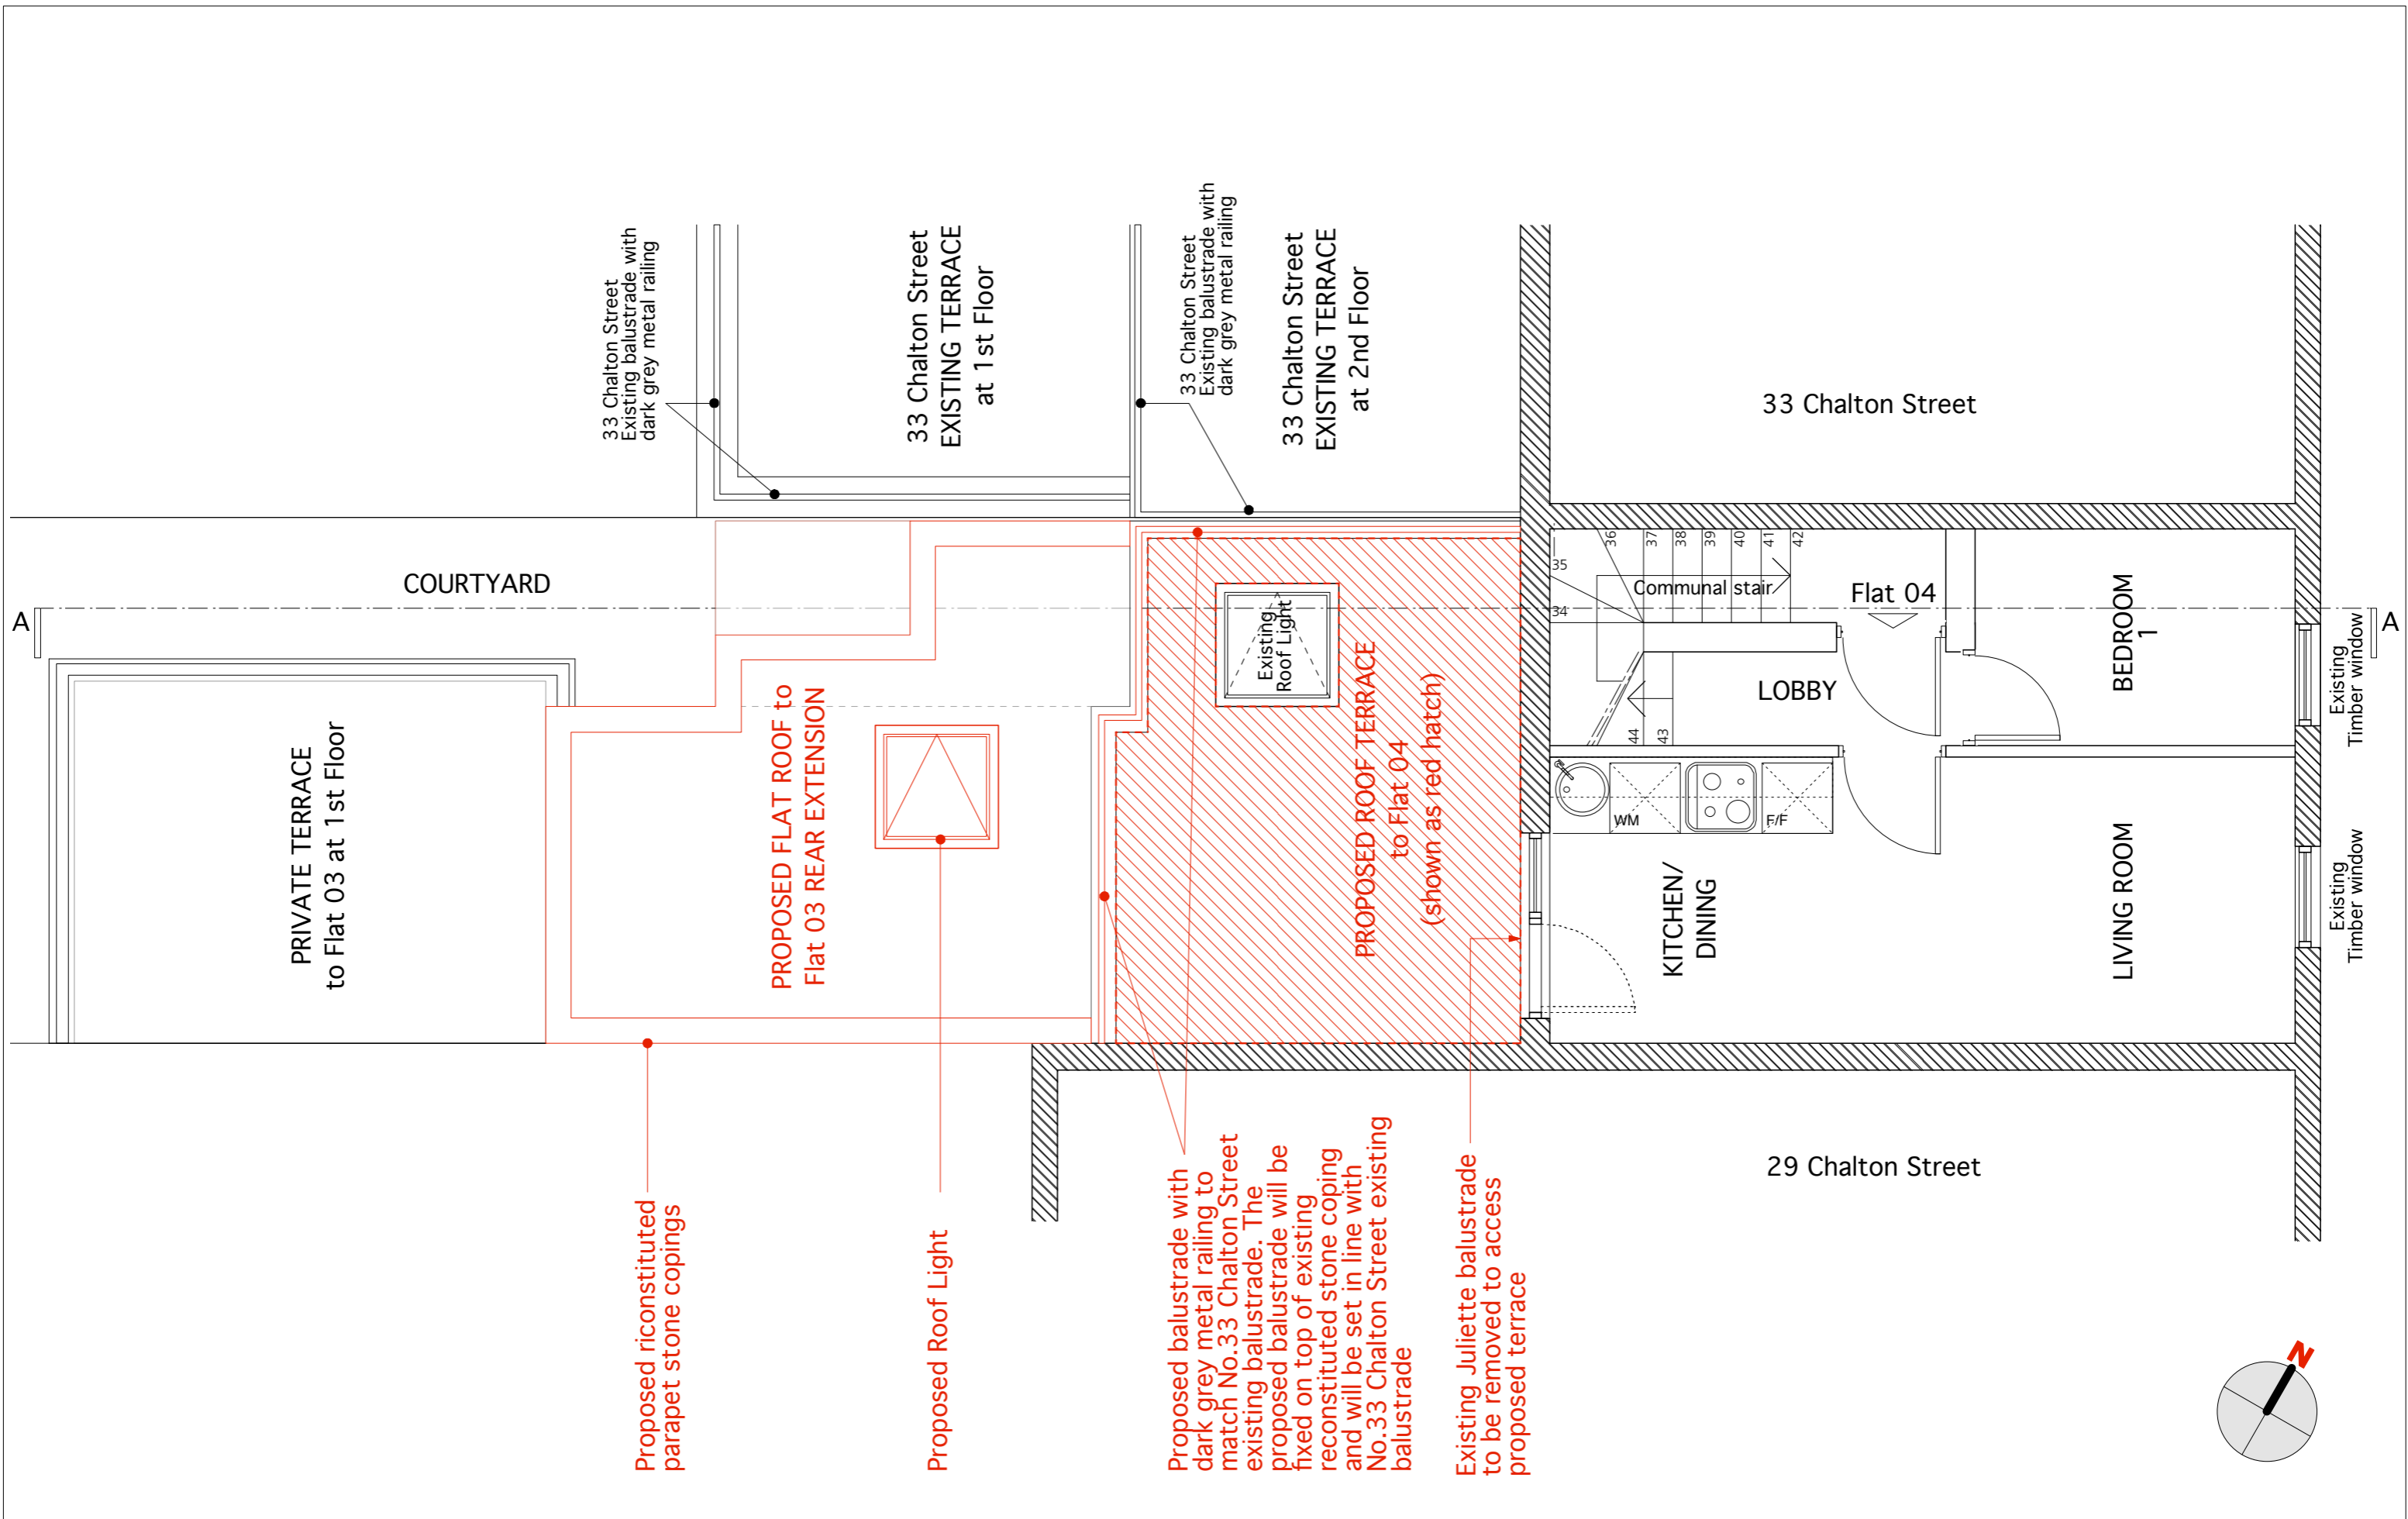 33 Chalton Street
Existing balustrade with
dark grey metal railing
33 Chalton Street
EXISTING TERRACE
at 1st Floor
33 Chalton Street
Existing balustrade with
dark grey metal railing
33 Chalton Street
EXISTING TERRACE
at 2nd Floor
33 Chalton Street
COURTYARD
A
A
PRIVATE TERRACE
to Flat 03 at 1st Floor
PROPOSED FLAT ROOF to
Flat 03 REAR EXTENSION
Existing
Roof Light
PROPOSED ROOF TERRACE
to Flat 04
(shown as red hatch)
34
35
36
37
38
39
40
41
42
Communal stair
43
44
Flat 04
LOBBY
BEDROOM
1
Existing
Timber window
WM
F/F
KITCHEN/
DINING
LIVING ROOM
Existing
Timber window
29 Chalton Street
Proposed riconstituted
parapet stone copings
Proposed Roof Light
Proposed balustrade with
dark grey metal railing to
match No.33 Chalton Street
existing balustrade. The
proposed balustrade will be
fixed on top of existing
reconstituted stone coping
and will be set in line with
No.33 Chalton Street existing
balustrade
Existing Juliette balustrade
to be removed to access
proposed terrace
N